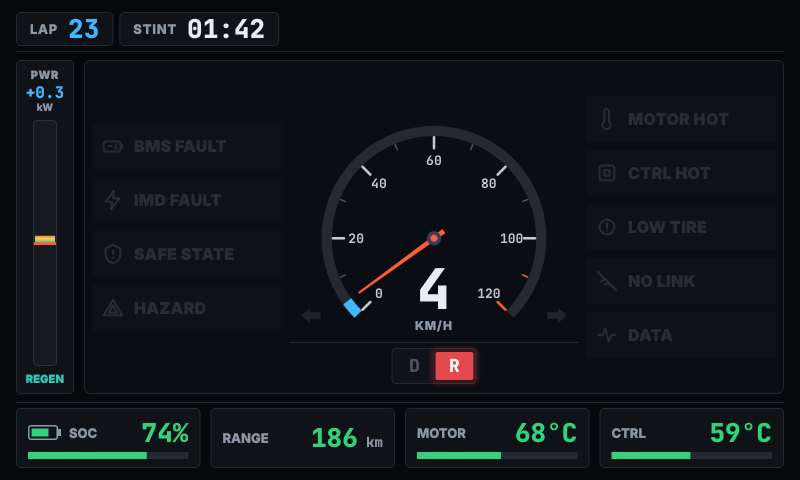 LAP 23
STINT 01:42
PWR
+0.3
kW
REGEN
BMS FAULT
IMD FAULT
SAFE STATE
HAZARD
0
20
40
60
80
100
120
4
KM/H
D R
MOTOR HOT
CTRL HOT
LOW TIRE
NO LINK
DATA
SOC 74%
RANGE 186 km
MOTOR 68°C
CTRL 59°C